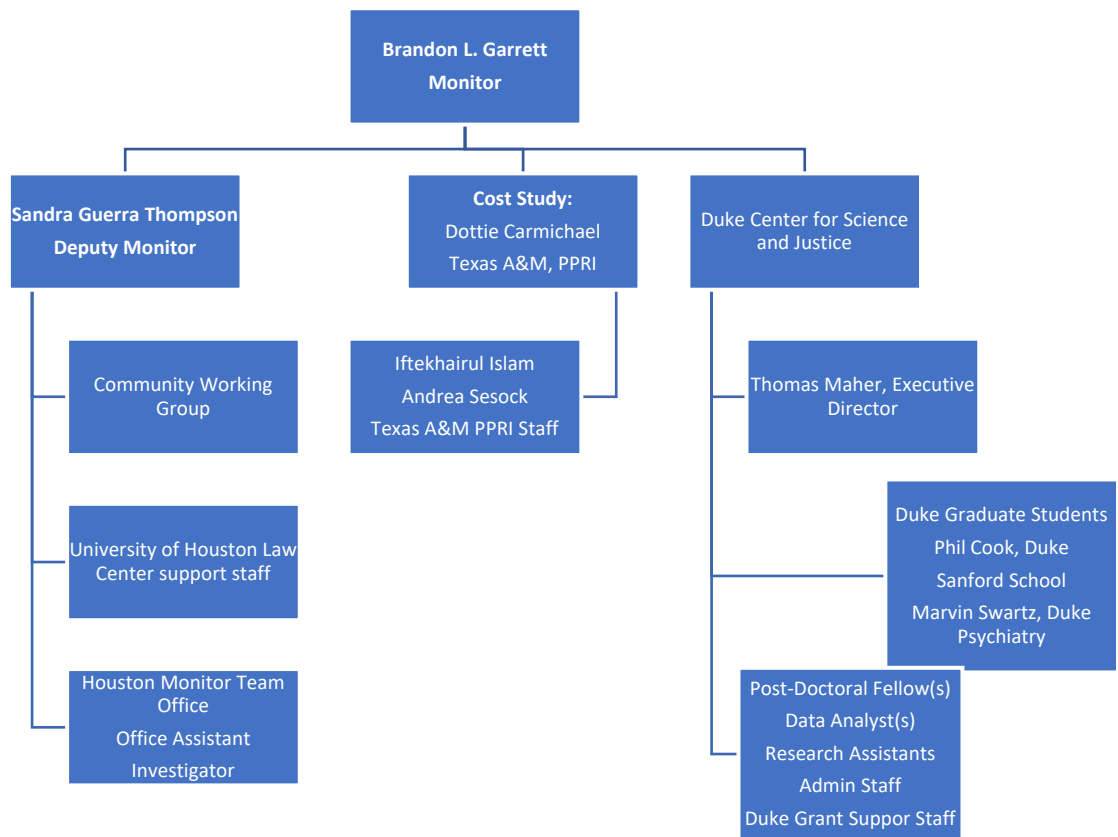 Brandon L. Garrett
Monitor
Sandra Guerra Thompson
Deputy Monitor
Cost Study:
Dottie Carmichael
Texas A&M, PPRI
Duke Center for Science
and Justice
Community Working
Group
Iftekhairul Islam
Andrea Sesock
Texas A&M PPRI Staff
Thomas Maher, Executive
Director
University of Houston Law
Center support staff
Duke Graduate Students
Phil Cook, Duke
Sanford School
Marvin Swartz, Duke
Psychiatry
Houston Monitor Team
Office
Office Assistant
Investigator
Post-Doctoral Fellow(s)
Data Analyst(s)
Research Assistants
Admin Staff
Duke Grant Suppor Staff